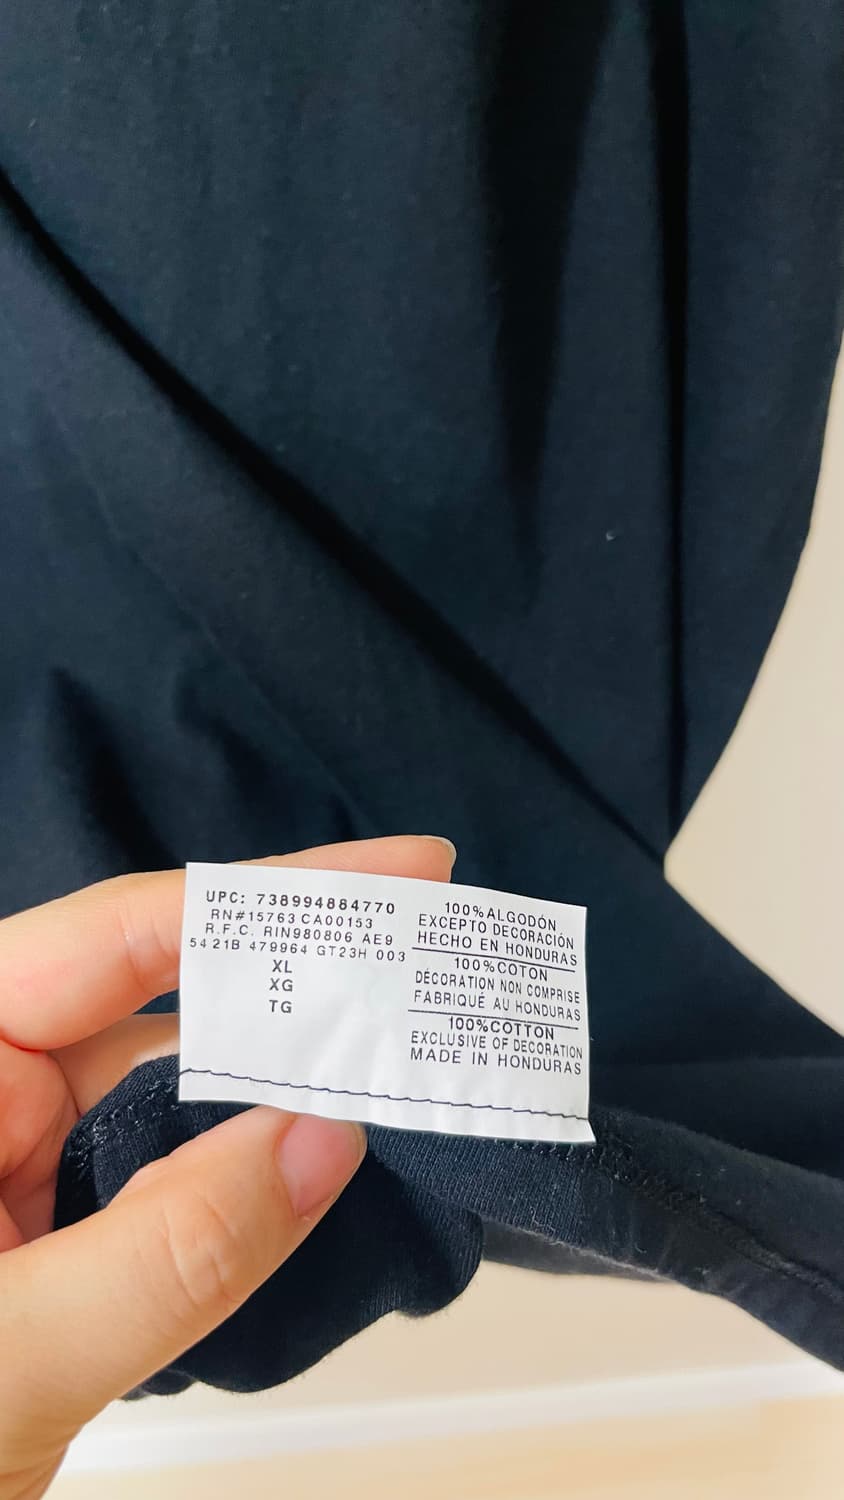 UPC: 738994884770
RN#15763 CA00153
R.F.C. RIN980806 AE9
54 21B 479964 GT23H 003
XL
XG
TG
100%ALGODÓN
EXCEPTO DECORACIÓN
HECHO EN HONDURAS
100%COTON
DÉCORATION NON COMPRISE
FABRIQUÉ AU HONDURAS
100%COTTON
EXCLUSIVE OF DECORATION
MADE IN HONDURAS